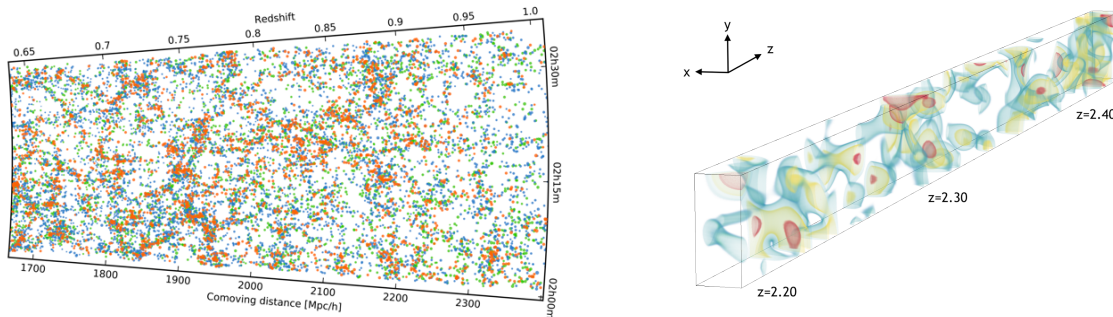 Redshift
0.65 0.7 0.75 0.8 0.85 0.9 0.95 1.0
02h30m
02h15m
02h00m
1700 1800 1900 2000 2100 2200 2300
Comoving distance [Mpc/h]
y
z
x
z=2.40
z=2.30
z=2.20